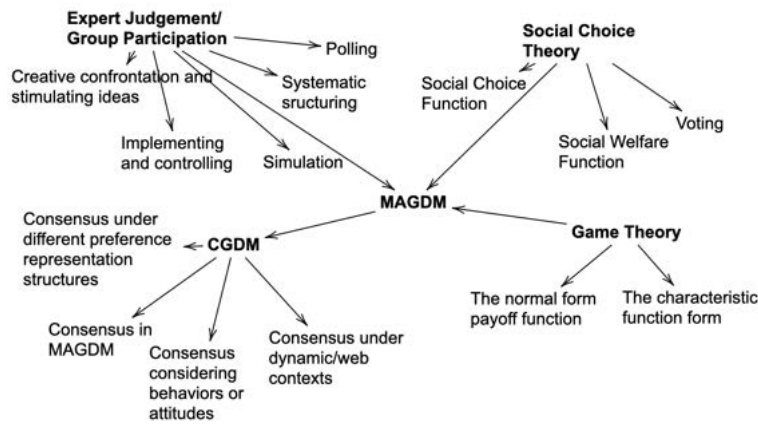 Expert Judgement/
Group Participation
Polling
Creative confrontation and
stimulating ideas
Systematic
sructuring
Implementing
and controlling
Simulation
Social Choice
Theory
Social Choice
Function
Social Welfare
Function
Voting
MAGDM
Consensus under
different preference
representation
structures
CGDM
Game Theory
The normal form
payoff function
The characteristic
function form
Consensus in
MAGDM
Consensus
considering
behaviors or
attitudes
Consensus under
dynamic/web
contexts